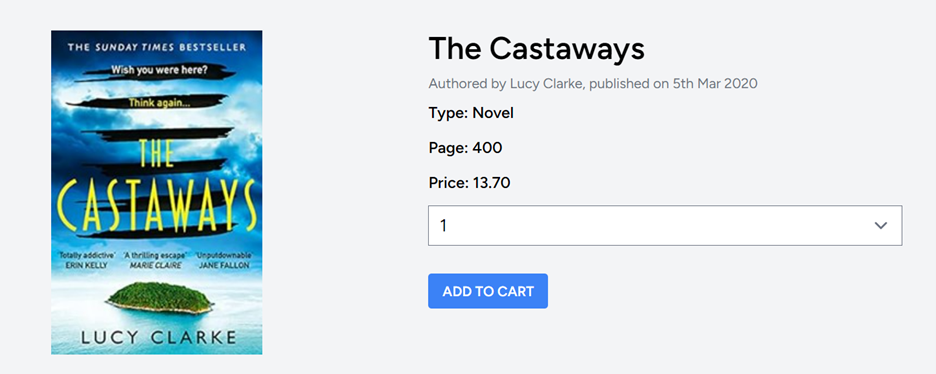 THE SUNDAY TIMES BESTSELLER
Wish you were here?
Think again...
THE
CASTAWAYS
'Totally addictive' 'A thrilling escape' 'Unputdownable'
ERIN KELLY MARIE CLAIRE JANE FALLON
LUCY CLARKE
The Castaways
Authored by Lucy Clarke, published on 5th Mar 2020
Type: Novel
Page: 400
Price: 13.70
1
ADD TO CART